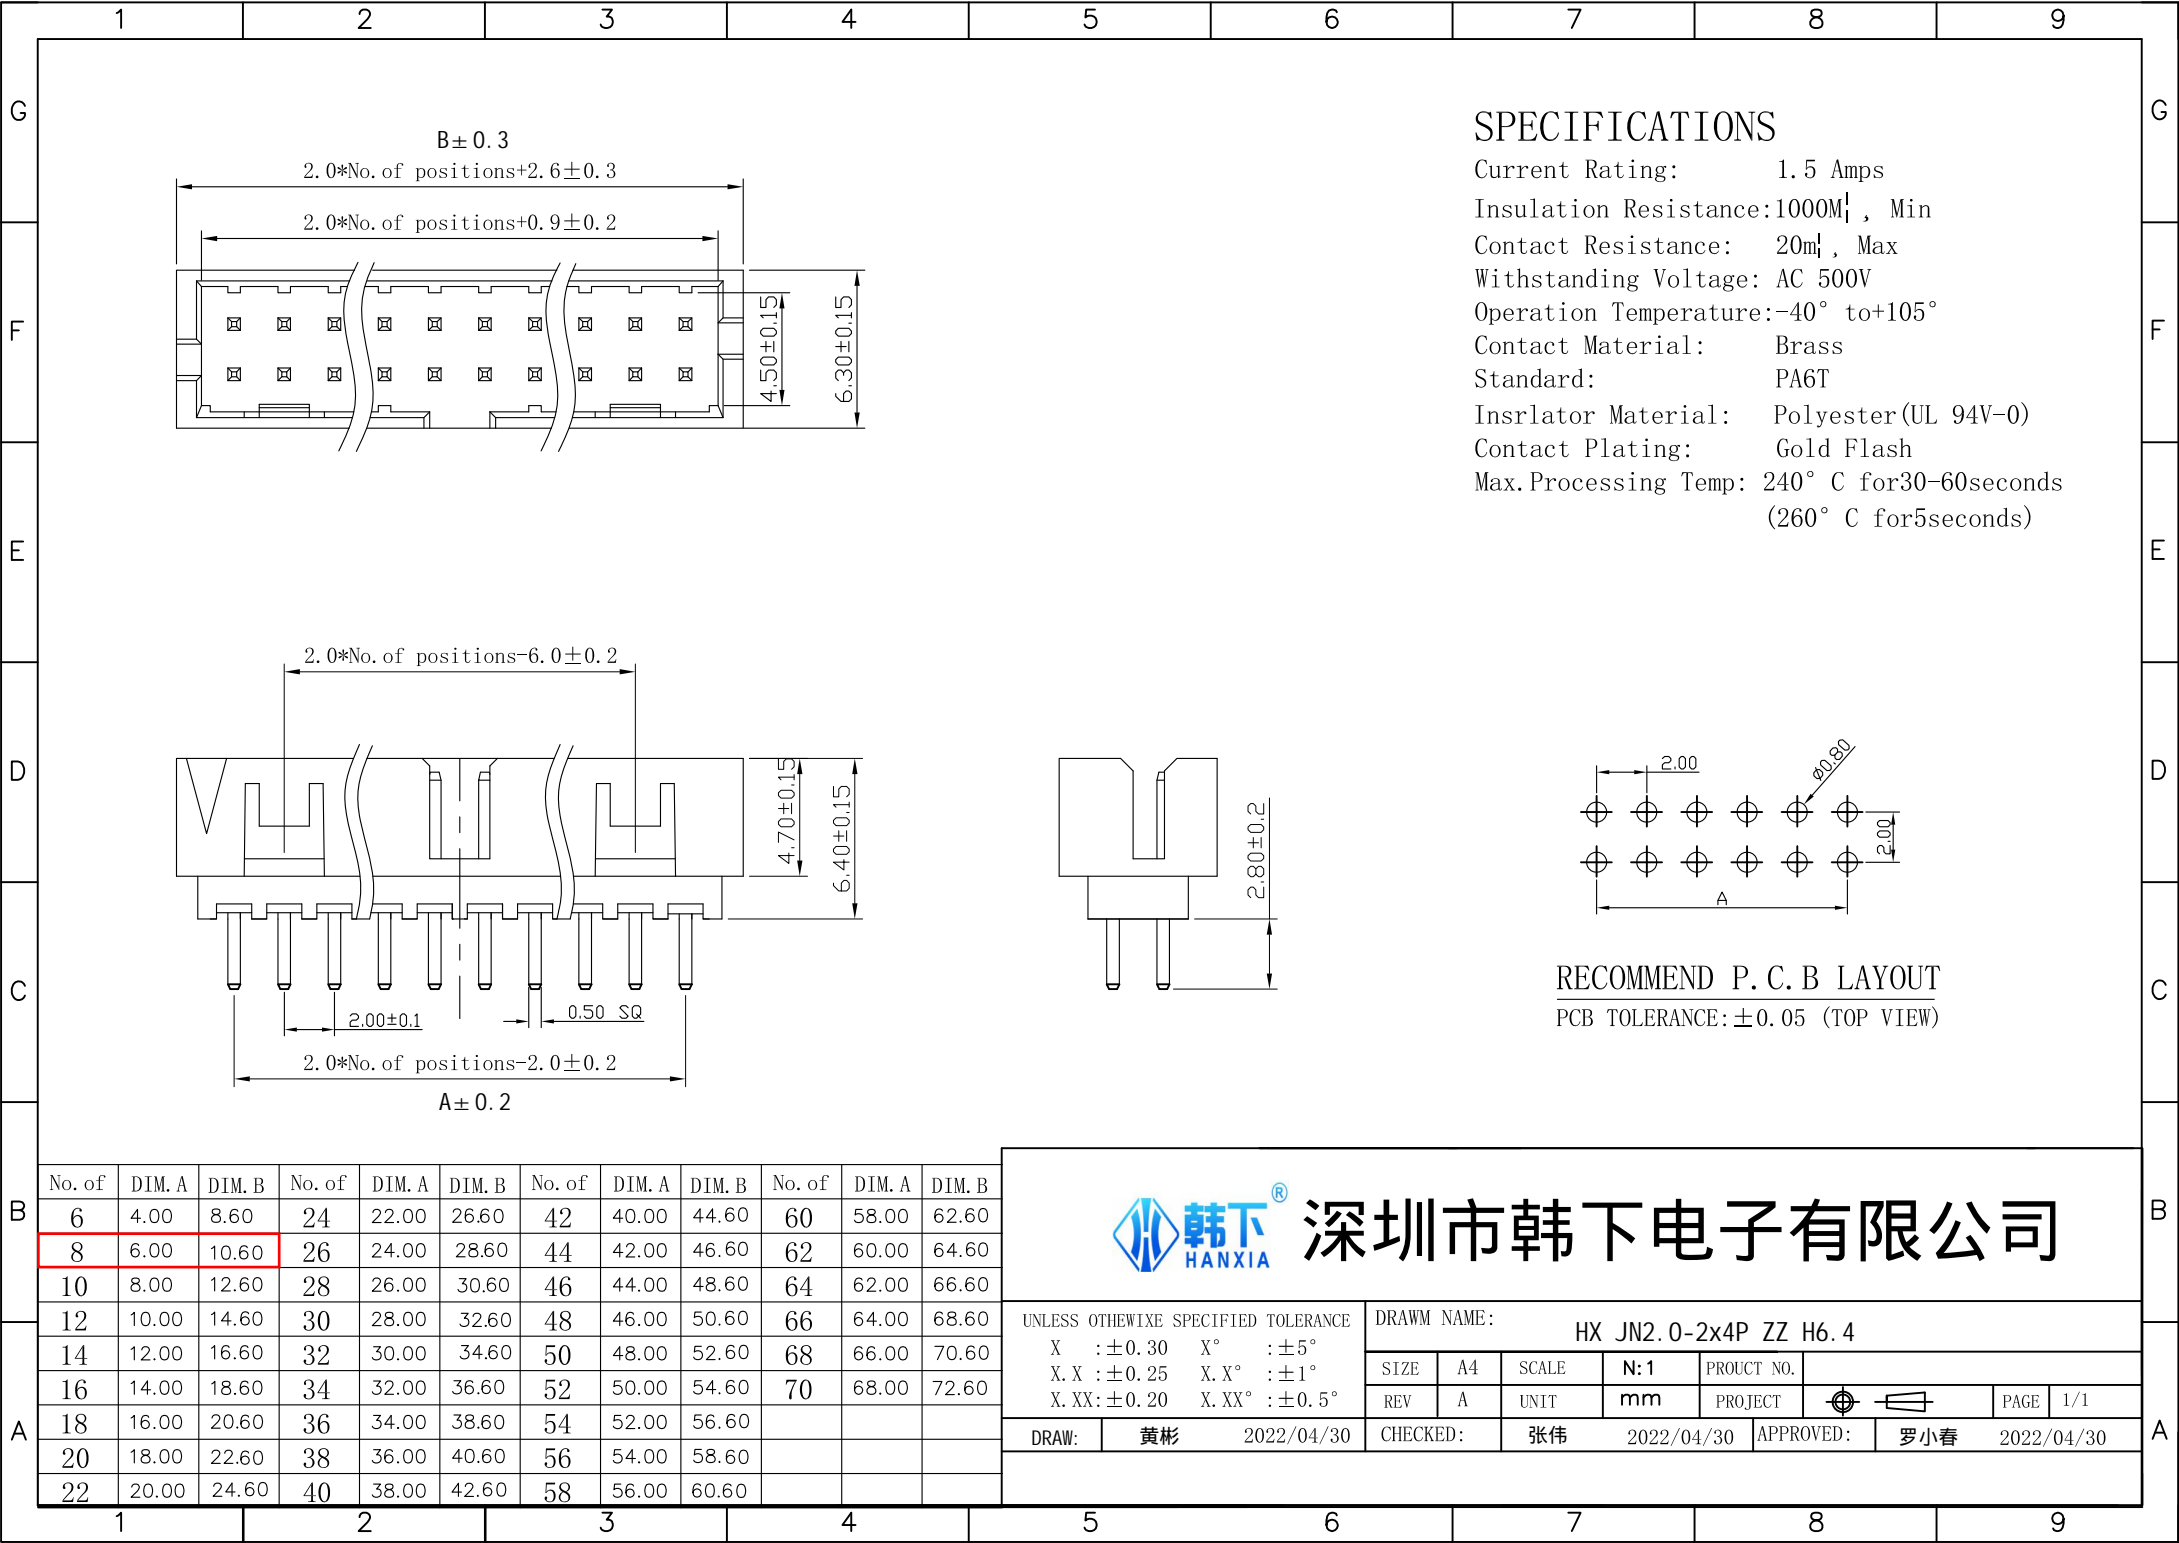 1 2 3 4 5 6 7 8 9
G G
F F
E E
D D
C C
B B
A A
B±0.3
2.0*No.of positions+2.6±0.3
2.0*No.of positions+0.9±0.2
4.50±0.15
6.30±0.15
SPECIFICATIONS
Current Rating: 1.5 Amps
Insulation Resistance:1000M¦ , Min
Contact Resistance: 20m¦, Max
Withstanding Voltage: AC 500V
Operation Temperature:-40° to+105°
Contact Material: Brass
Standard: PA6T
Insrlator Material: Polyester(UL 94V-0)
Contact Plating: Gold Flash
Max.Processing Temp: 240° C for30-60seconds
(260° C for5seconds)
2.0*No.of positions-6.0±0.2
4.70±0.15
6.40±0.15
2.00±0.1
0.50 SQ
2.0*No.of positions-2.0±0.2
A±0.2
2.80±0.2
2.00
ø0.80
2.00
A
RECOMMEND P.C.B LAYOUT
PCB TOLERANCE:±0.05 (TOP VIEW)
No.of DIM.A DIM.B No.of DIM.A DIM.B No.of DIM.A DIM.B No.of DIM.A DIM.B
6 4.00 8.60 24 22.00 26.60 42 40.00 44.60 60 58.00 62.60
8 6.00 10.60 26 24.00 28.60 44 42.00 46.60 62 60.00 64.60
10 8.00 12.60 28 26.00 30.60 46 44.00 48.60 64 62.00 66.60
12 10.00 14.60 30 28.00 32.60 48 46.00 50.60 66 64.00 68.60
14 12.00 16.60 32 30.00 34.60 50 48.00 52.60 68 66.00 70.60
16 14.00 18.60 34 32.00 36.60 52 50.00 54.60 70 68.00 72.60
18 16.00 20.60 36 34.00 38.60 54 52.00 56.60
20 18.00 22.60 38 36.00 40.60 56 54.00 58.60
22 20.00 24.60 40 38.00 42.60 58 56.00 60.60
韩下®
HANXIA
深圳市韩下电子有限公司
UNLESS OTHEWIXE SPECIFIED TOLERANCE
X :±0.30 X° :±5°
X.X :±0.25 X.X° :±1°
X.XX:±0.20 X.XX° :±0.5°
DRAWM NAME:
HX JN2.0-2x4P ZZ H6.4
SIZE A4 SCALE N:1 PROUCT NO.
REV A UNIT mm PROJECT PAGE 1/1
DRAW: 黄彬 2022/04/30 CHECKED: 张伟 2022/04/30 APPROVED: 罗小春 2022/04/30
1 2 3 4 5 6 7 8 9